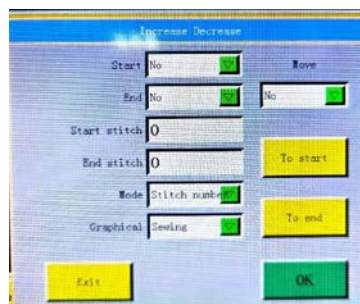 Increase Decrease
Start No
Move
End No
No
Start stitch 0
End stitch 0
To start
Mode Stitch numbe
Graphical Sewing
To end
Exit
OK